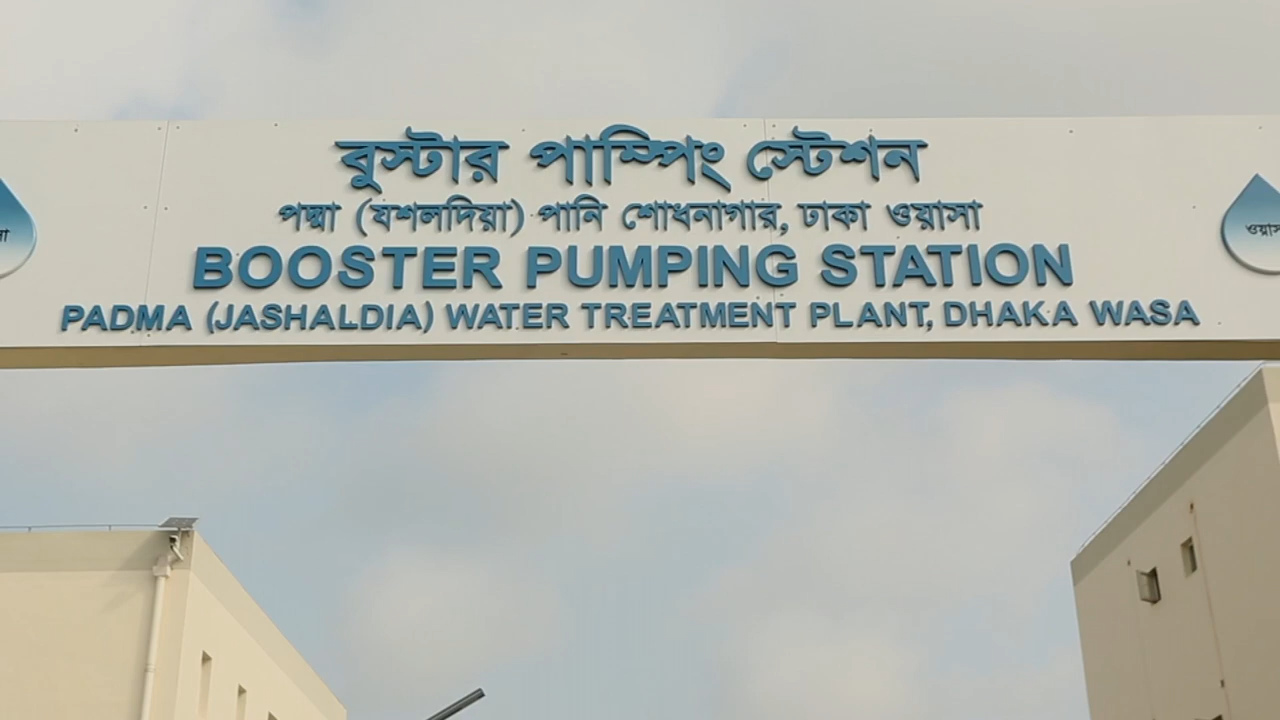 বুস্টার পাম্পিং স্টেশন
পদ্মা (যশলদিয়া) পানি শোধনাগার, ঢাকা ওয়াসা
BOOSTER PUMPING STATION
PADMA (JASHALDIA) WATER TREATMENT PLANT, DHAKA WASA